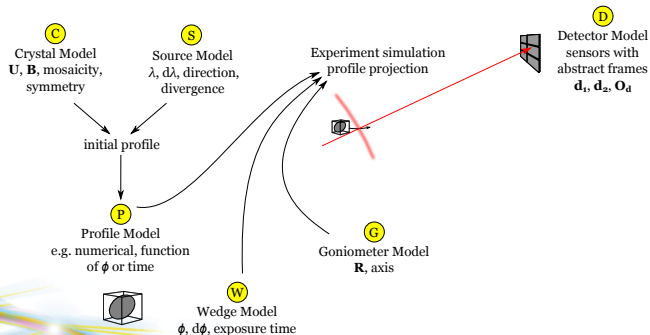 C
Crystal Model
U, B, mosaicity,
symmetry
S
Source Model
λ, dλ, direction,
divergence
initial profile
P
Profile Model
e.g. numerical, function
of ϕ or time
Experiment simulation
profile projection
W
Wedge Model
ϕ, dϕ, exposure time
G
Goniometer Model
R, axis
D
Detector Model
sensors with
abstract frames
d₁, d₂, O_d